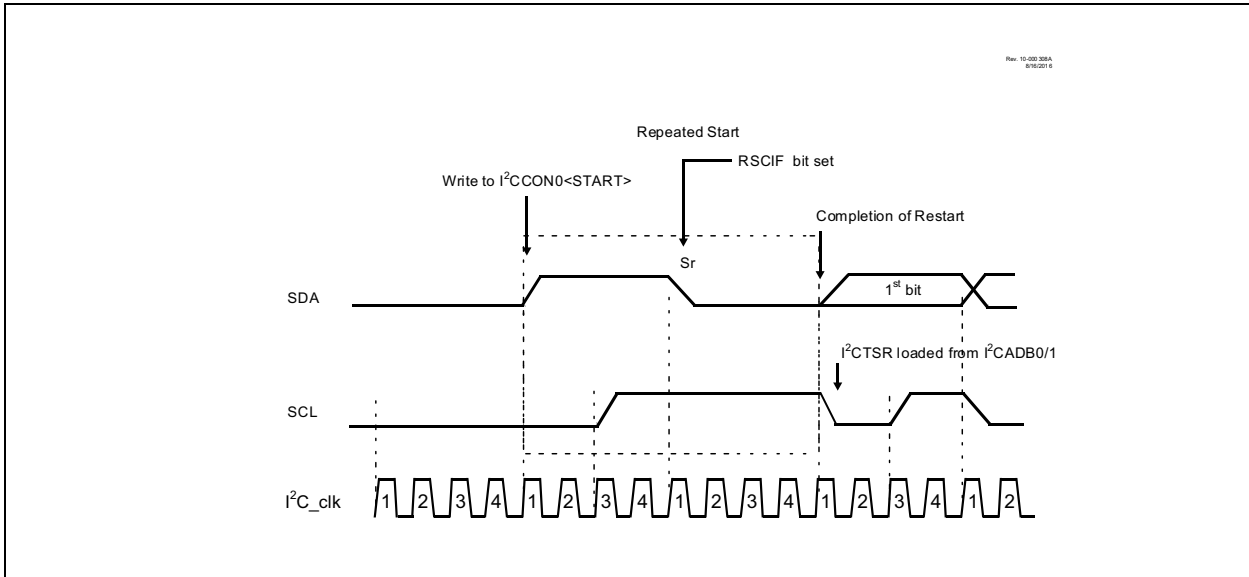 Rev. 10-000 308A
8/16/2016
Repeated Start
RSCIF bit set
Write to I²CCON0<START>
Completion of Restart
Sr
SDA
1st bit
I²CTSR loaded from I²CADB0/1
SCL
I²C_clk
1 2 3 4 1 2 3 4 1 2 3 4 1 2 3 4 1 2